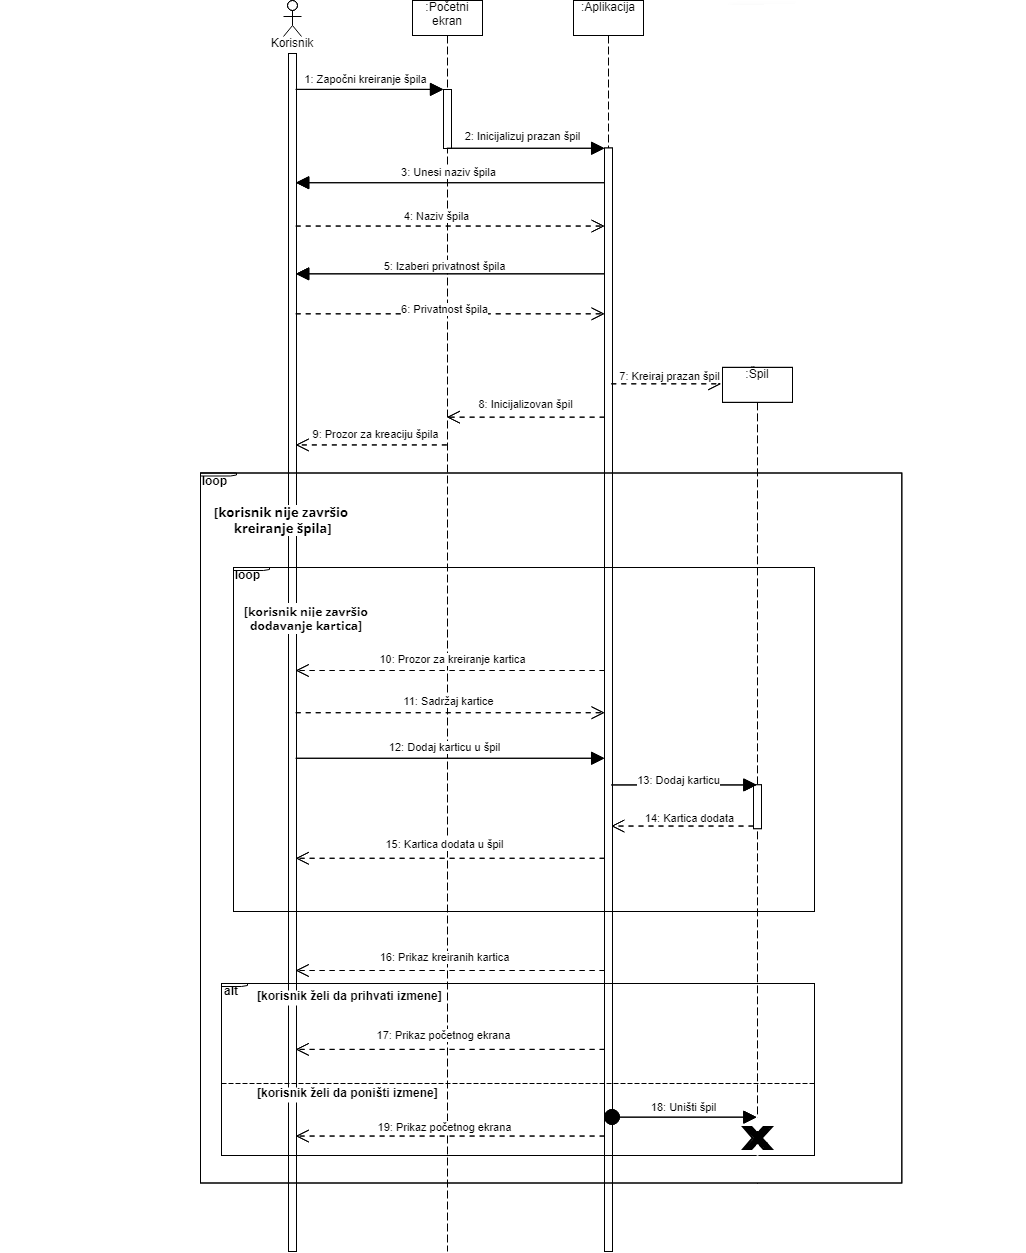 :Početni
ekran
:Aplikacija
Korisnik
1: Započni kreiranje špila
2: Inicijalizuj prazan špil
3: Unesi naziv špila
4: Naziv špila
5: Izaberi privatnost špila
6: Privatnost špila
7: Kreiraj prazan špil
:Špil
8: Inicijalizovan špil
9: Prozor za kreaciju špila
loop
[korisnik nije završio
kreiranje špila]
loop
[korisnik nije završio
dodavanje kartica]
10: Prozor za kreiranje kartica
11: Sadržaj kartice
12: Dodaj karticu u špil
13: Dodaj karticu
14: Kartica dodata
15: Kartica dodata u špil
16: Prikaz kreiranih kartica
alt
[korisnik želi da prihvati izmene]
17: Prikaz početnog ekrana
[korisnik želi da poništi izmene]
18: Uništi špil
19: Prikaz početnog ekrana